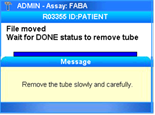 ADMIN - Assay: FABA
R03355 ID:PATIENT
File moved
Wait for DONE status to remove tube
Message
Remove the tube slowly and carefully.